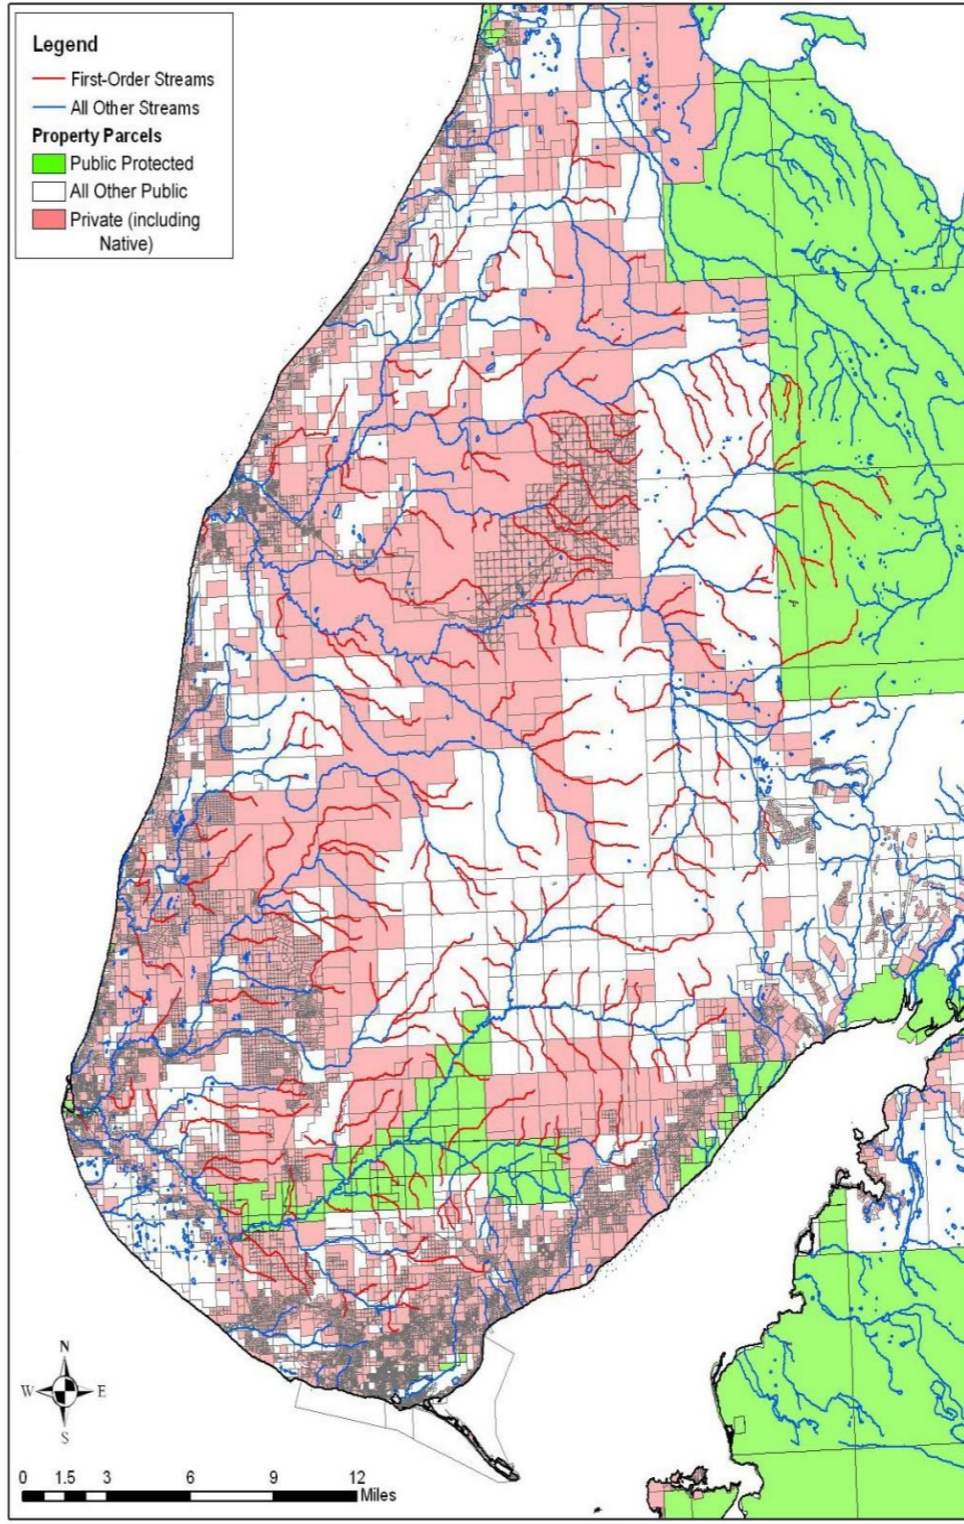 Legend
First-Order Streams
All Other Streams
Property Parcels
Public Protected
All Other Public
Private (including
Native)
N
W E
S
0 1.5 3 6 9 12
Miles